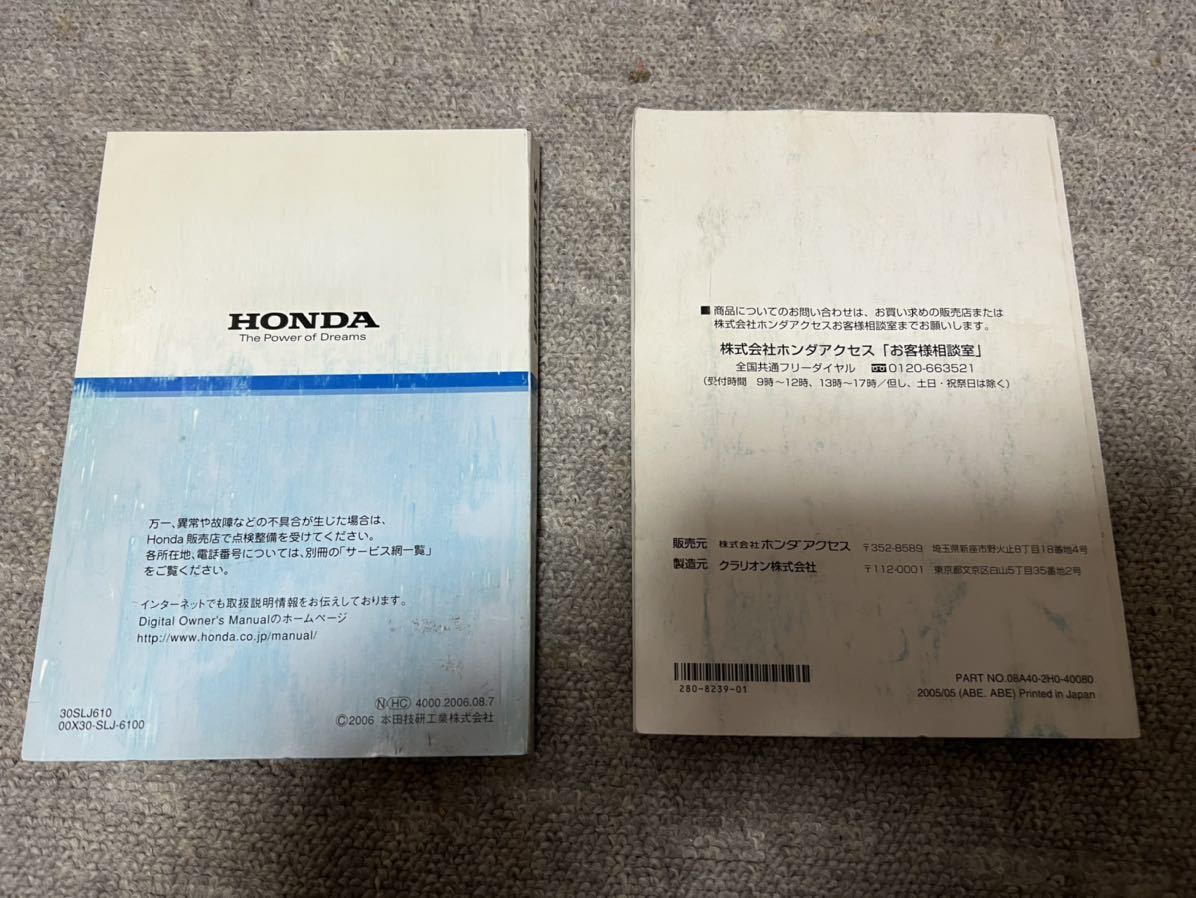 HONDA
The Power of Dreams
万一、異常や故障などの不具合が生じた場合は、
Honda 販売店で点検整備を受けてください。
各所在地、電話番号については、別冊の「サービス網一覧」
をご覧ください。
インターネットでも取扱説明情報をお伝えしております。
Digital Owner's Manualのホームページ
http://www.honda.co.jp/manual/
30SLJ610
00X30-SLJ-6100
N HC 4000.2006.08.7
©2006 本田技研工業株式会社
■ 商品についてのお問い合わせは、お買い求めの販売店または
株式会社ホンダアクセスお客様相談室までお願いします。
株式会社ホンダアクセス「お客様相談室」
全国共通フリーダイヤル 0120-663521
（受付時間 9時〜12時、13時〜17時／但し、土日・祝祭日は除く）
販売元 株式会社ホンダアクセス 〒352-8589 埼玉県新座市野火止8丁目18番地4号
製造元 クラリオン株式会社 〒112-0001 東京都文京区白山5丁目35番地2号
280-8239-01
PART NO.08A40-2H0-40080
2005/05 (ABE. ABE) Printed in Japan